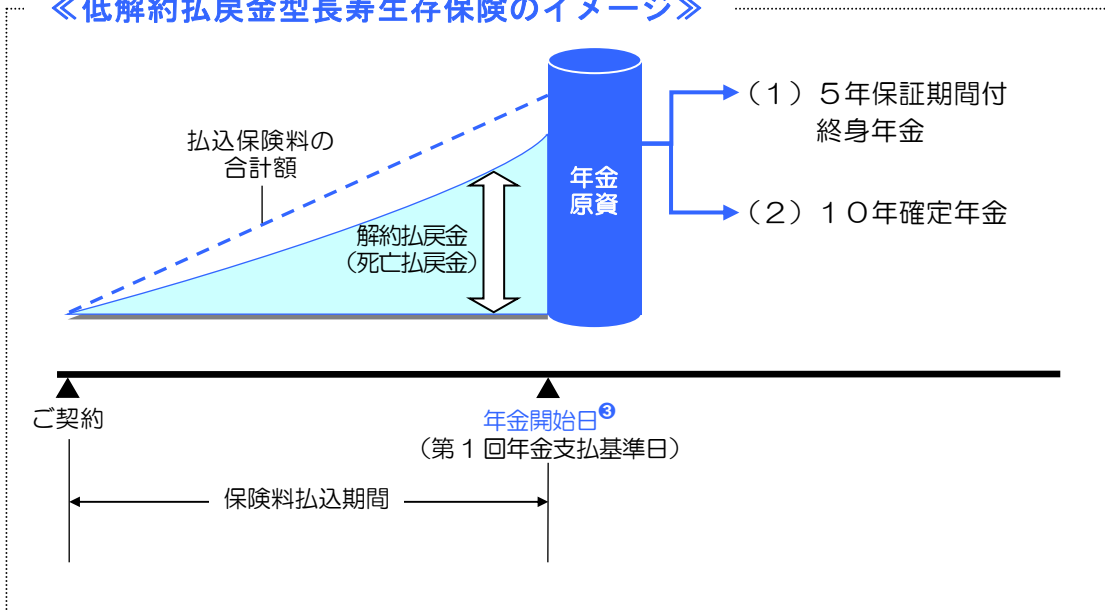 ≪低解約払戻金型長寿生存保険のイメージ≫
(1)5年保証期間付
終身年金
払込保険料の
合計額
年金
原資
解約払戻金
(死亡払戻金)
(2)10年確定年金
ご契約
年金開始日❸
(第1回年金支払基準日)
保険料払込期間